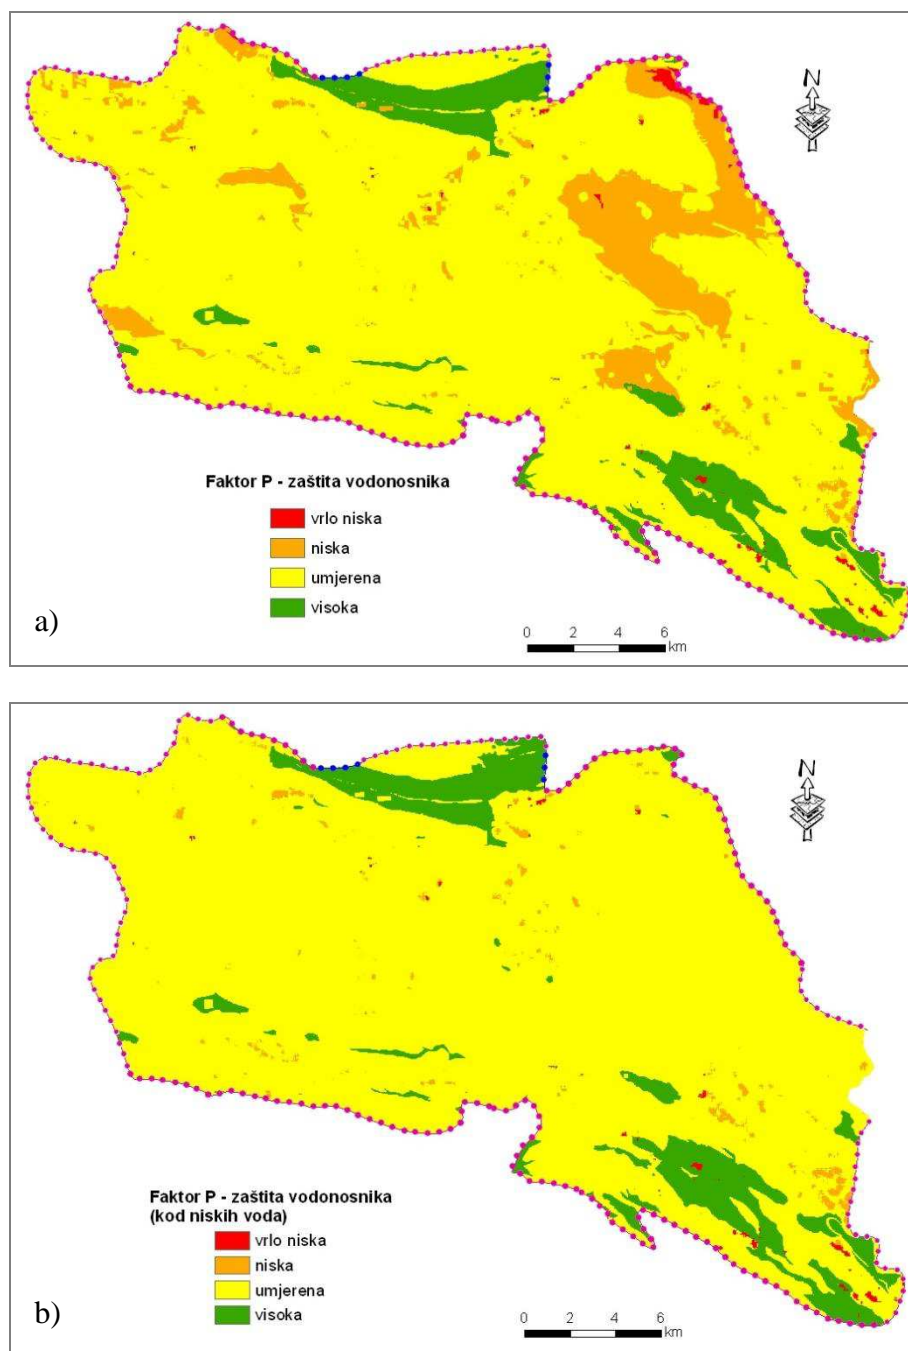 N
Faktor P - zaštita vodonosnika
vrlo niska
niska
umjerena
visoka
a)
0 2 4 6
km
N
Faktor P - zaštita vodonosnika
(kod niskih voda)
vrlo niska
niska
umjerena
visoka
b)
0 2 4 6
km